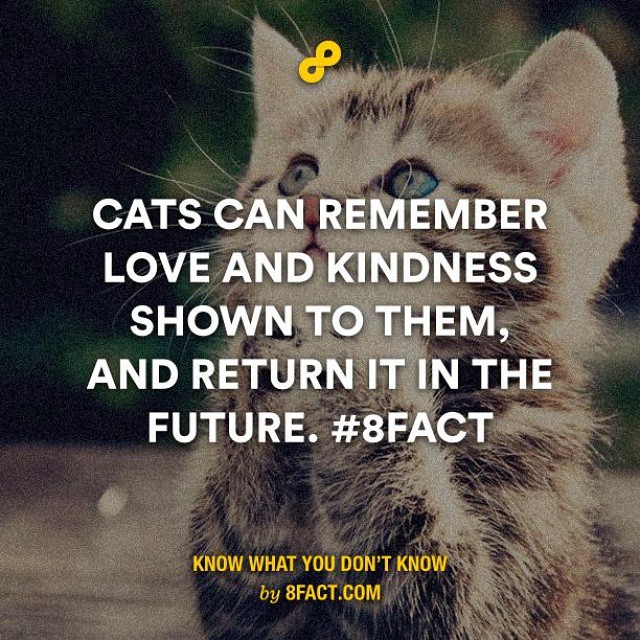 CATS CAN REMEMBER
LOVE AND KINDNESS
SHOWN TO THEM,
AND RETURN IT IN THE
FUTURE. #8FACT
KNOW WHAT YOU DON'T KNOW
by 8FACT.COM